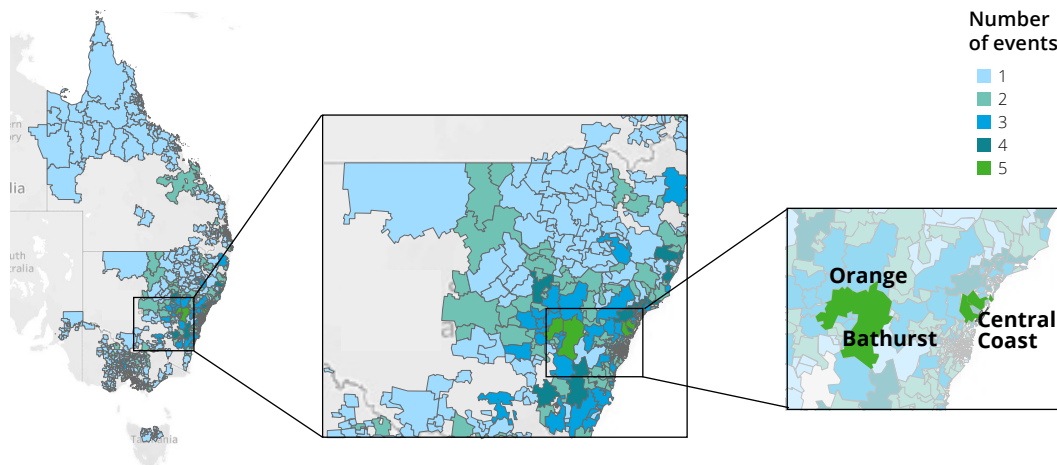 Number
of events
1
2
3
4
5
Orange
Bathurst
Central
Coast